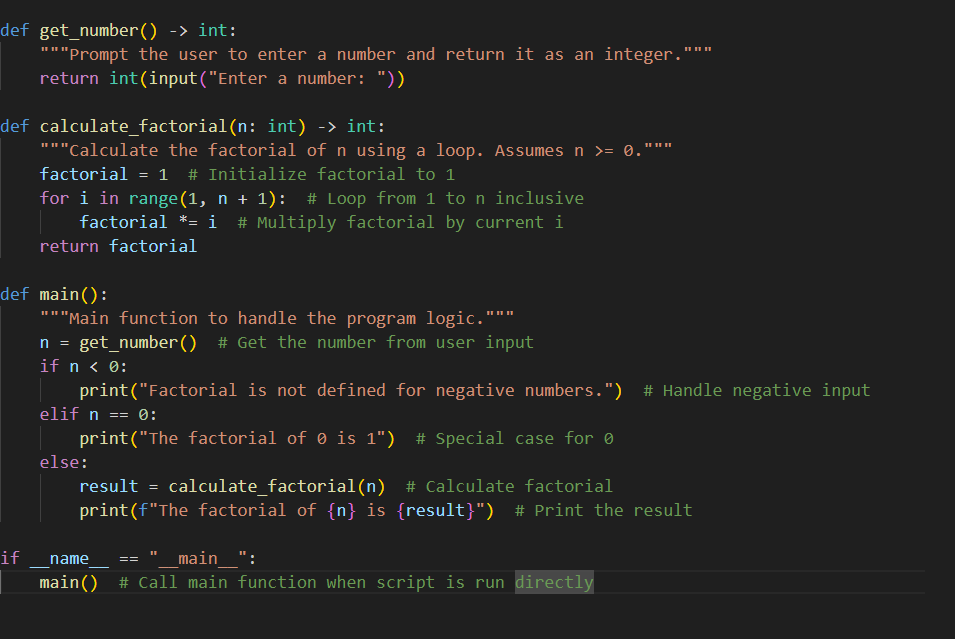 def get_number() -> int:
    """Prompt the user to enter a number and return it as an integer."""
    return int(input("Enter a number: "))

def calculate_factorial(n: int) -> int:
    """Calculate the factorial of n using a loop. Assumes n >= 0."""
    factorial = 1  # Initialize factorial to 1
    for i in range(1, n + 1):  # Loop from 1 to n inclusive
        factorial *= i  # Multiply factorial by current i
    return factorial

def main():
    """Main function to handle the program logic."""
    n = get_number()  # Get the number from user input
    if n < 0:
        print("Factorial is not defined for negative numbers.")  # Handle negative input
    elif n == 0:
        print("The factorial of 0 is 1")  # Special case for 0
    else:
        result = calculate_factorial(n)  # Calculate factorial
        print(f"The factorial of {n} is {result}")  # Print the result

if __name__ == "__main__":
    main()  # Call main function when script is run directly